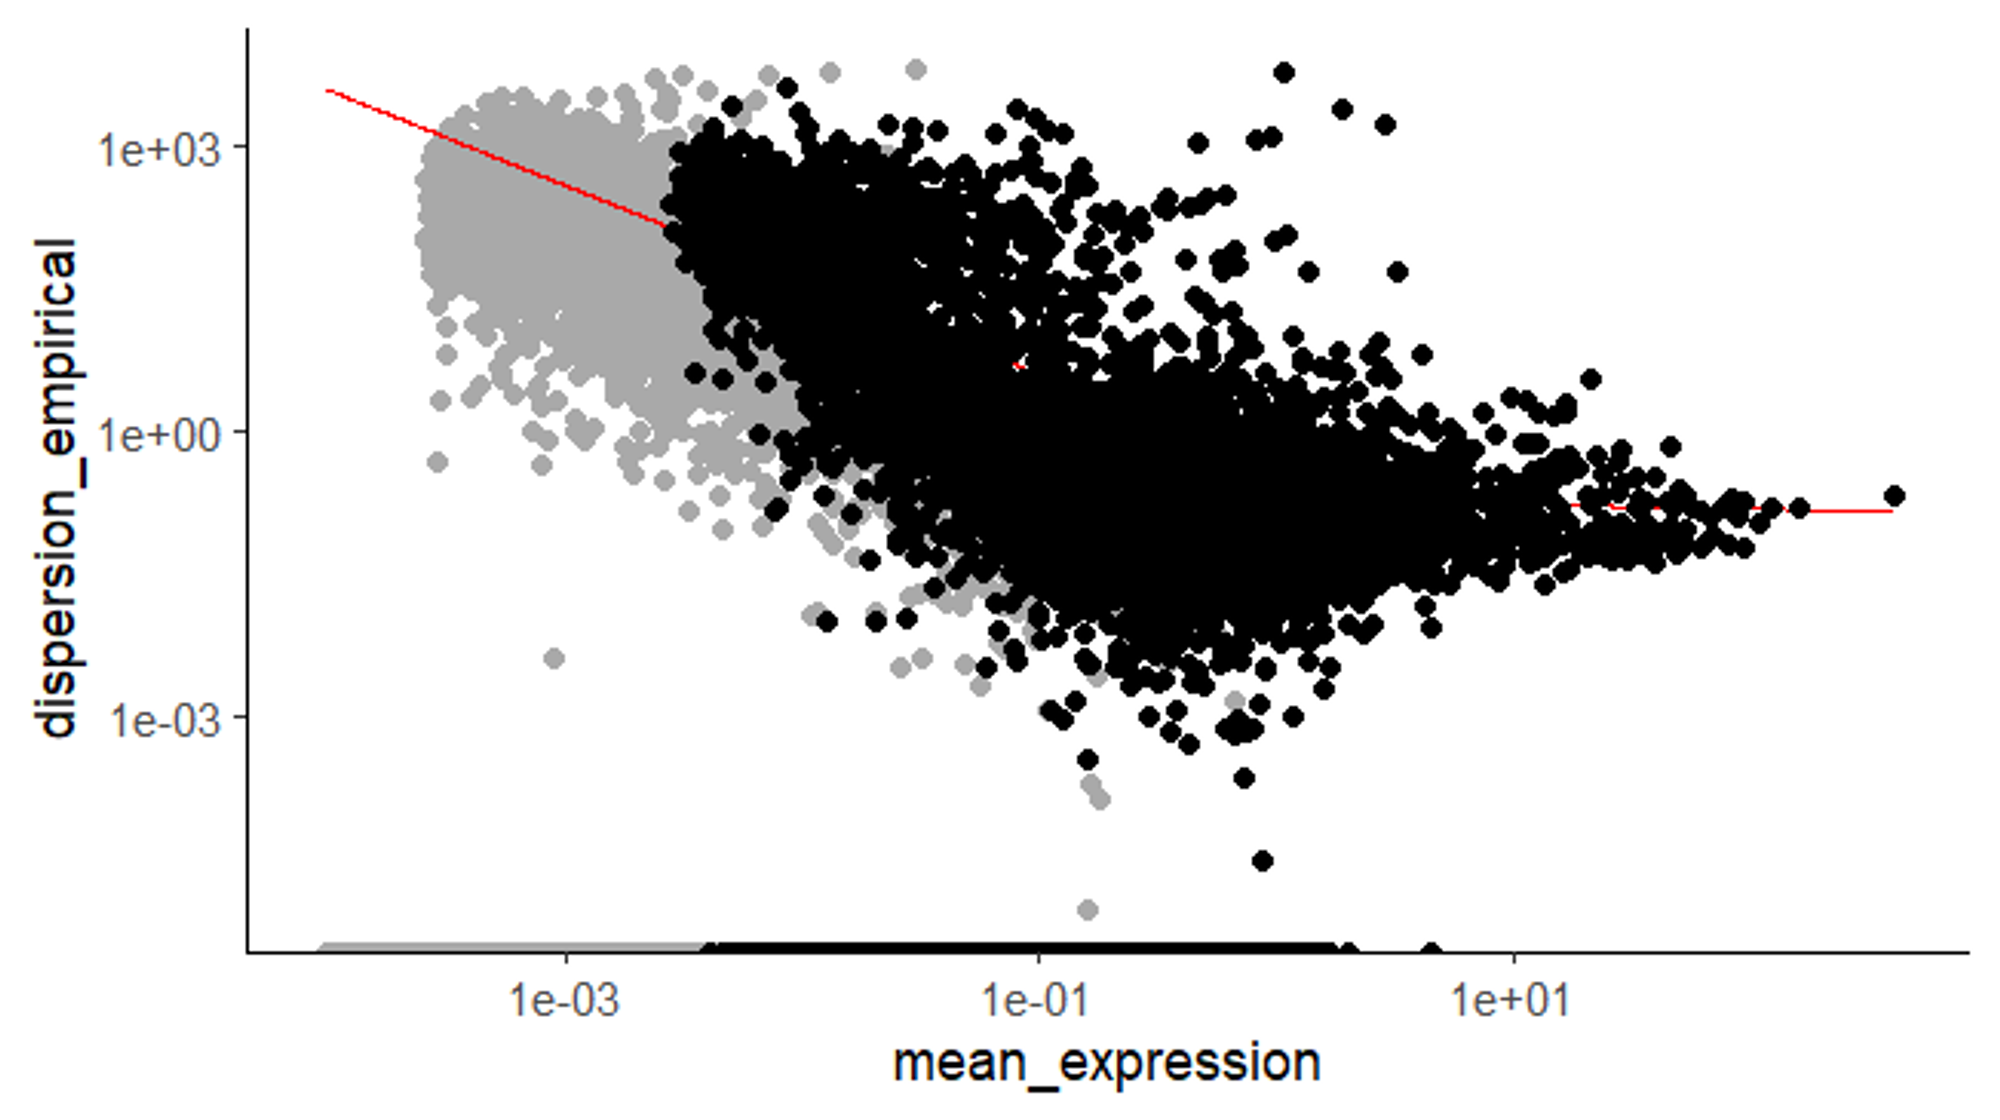 dispersion_empirical
1e+03
1e+00
1e-03
1e-03 1e-01 1e+01
mean_expression